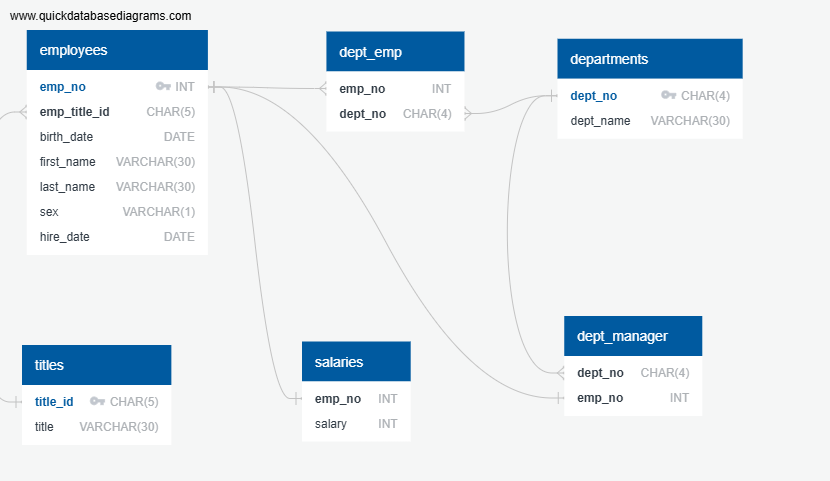 www.quickdatabasediagrams.com
employees
emp_no INT
emp_title_id CHAR(5)
birth_date DATE
first_name VARCHAR(30)
last_name VARCHAR(30)
sex VARCHAR(1)
hire_date DATE
dept_emp
emp_no INT
dept_no CHAR(4)
departments
dept_no CHAR(4)
dept_name VARCHAR(30)
titles
title_id CHAR(5)
title VARCHAR(30)
salaries
emp_no INT
salary INT
dept_manager
dept_no CHAR(4)
emp_no INT